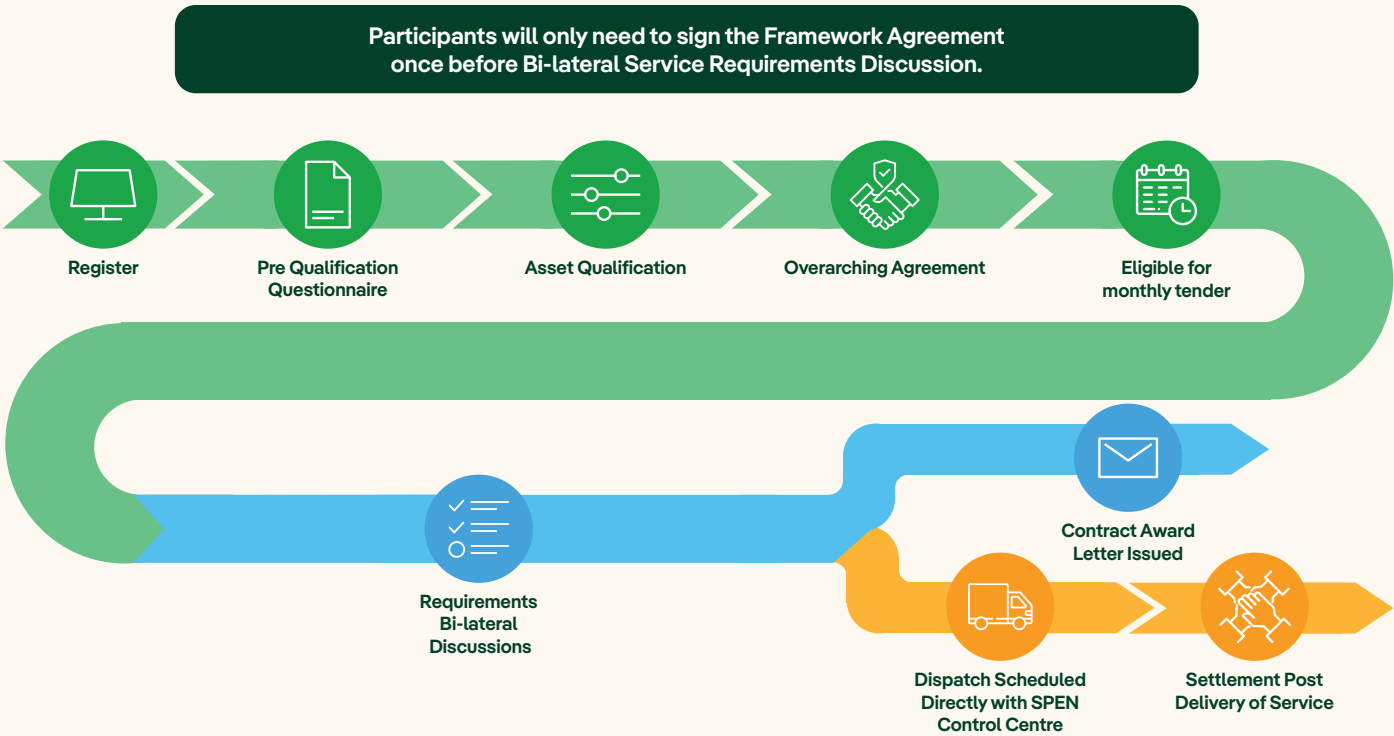 Participants will only need to sign the Framework Agreement
once before Bi-lateral Service Requirements Discussion.
Register
Pre Qualification
Questionnaire
Asset Qualification
Overarching Agreement
Eligible for
monthly tender
Requirements
Bi-lateral
Discussions
Contract Award
Letter Issued
Dispatch Scheduled
Directly with SPEN
Control Centre
Settlement Post
Delivery of Service